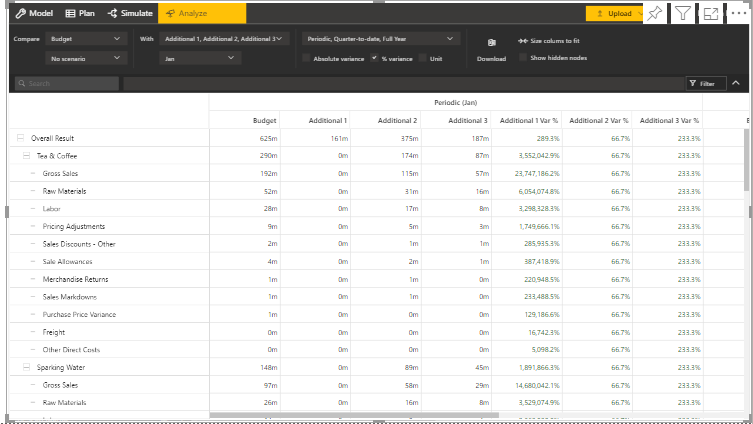 Model Plan Simulate Analyze Upload
Compare Budget With Additional 1, Additional 2, Additional 3 Periodic, Quarter-to-date, Full Year Size colums to fit
No scenario Jan Absolute variance % variance Unit Download Show hidden nodes
Search Filter
Periodic (Jan)
Budget Additional 1 Additional 2 Additional 3 Additional 1 Var % Additional 2 Var % Additional 3 Var %
Overall Result 625m 161m 375m 187m 289.3% 66.7% 233.3%
Tea & Coffee 290m 0m 174m 87m 3,552,042.9% 66.7% 233.3%
Gross Sales 192m 0m 115m 57m 23,747,186.2% 66.7% 233.3%
Raw Materials 52m 0m 31m 16m 6,054,074.8% 66.7% 233.3%
Labor 28m 0m 17m 8m 3,298,328.3% 66.7% 233.3%
Pricing Adjustments 9m 0m 5m 3m 1,749,666.1% 66.7% 233.3%
Sales Discounts - Other 2m 0m 1m 1m 285,935.3% 66.7% 233.3%
Sale Allowances 4m 0m 2m 1m 387,418.9% 66.7% 233.3%
Merchandise Returns 1m 0m 1m 0m 220,948.5% 66.7% 233.3%
Sales Markdowns 1m 0m 1m 0m 233,488.5% 66.7% 233.3%
Purchase Price Variance 1m 0m 0m 0m 129,186.6% 66.7% 233.3%
Freight 0m 0m 0m 0m 16,742.3% 66.7% 233.3%
Other Direct Costs 0m 0m 0m 0m 5,098.2% 66.7% 233.3%
Sparking Water 148m 0m 89m 45m 1,891,866.3% 66.7% 233.3%
Gross Sales 97m 0m 58m 29m 14,680,042.1% 66.7% 233.3%
Raw Materials 26m 0m 16m 8m 3,529,074.9% 66.7% 233.3%